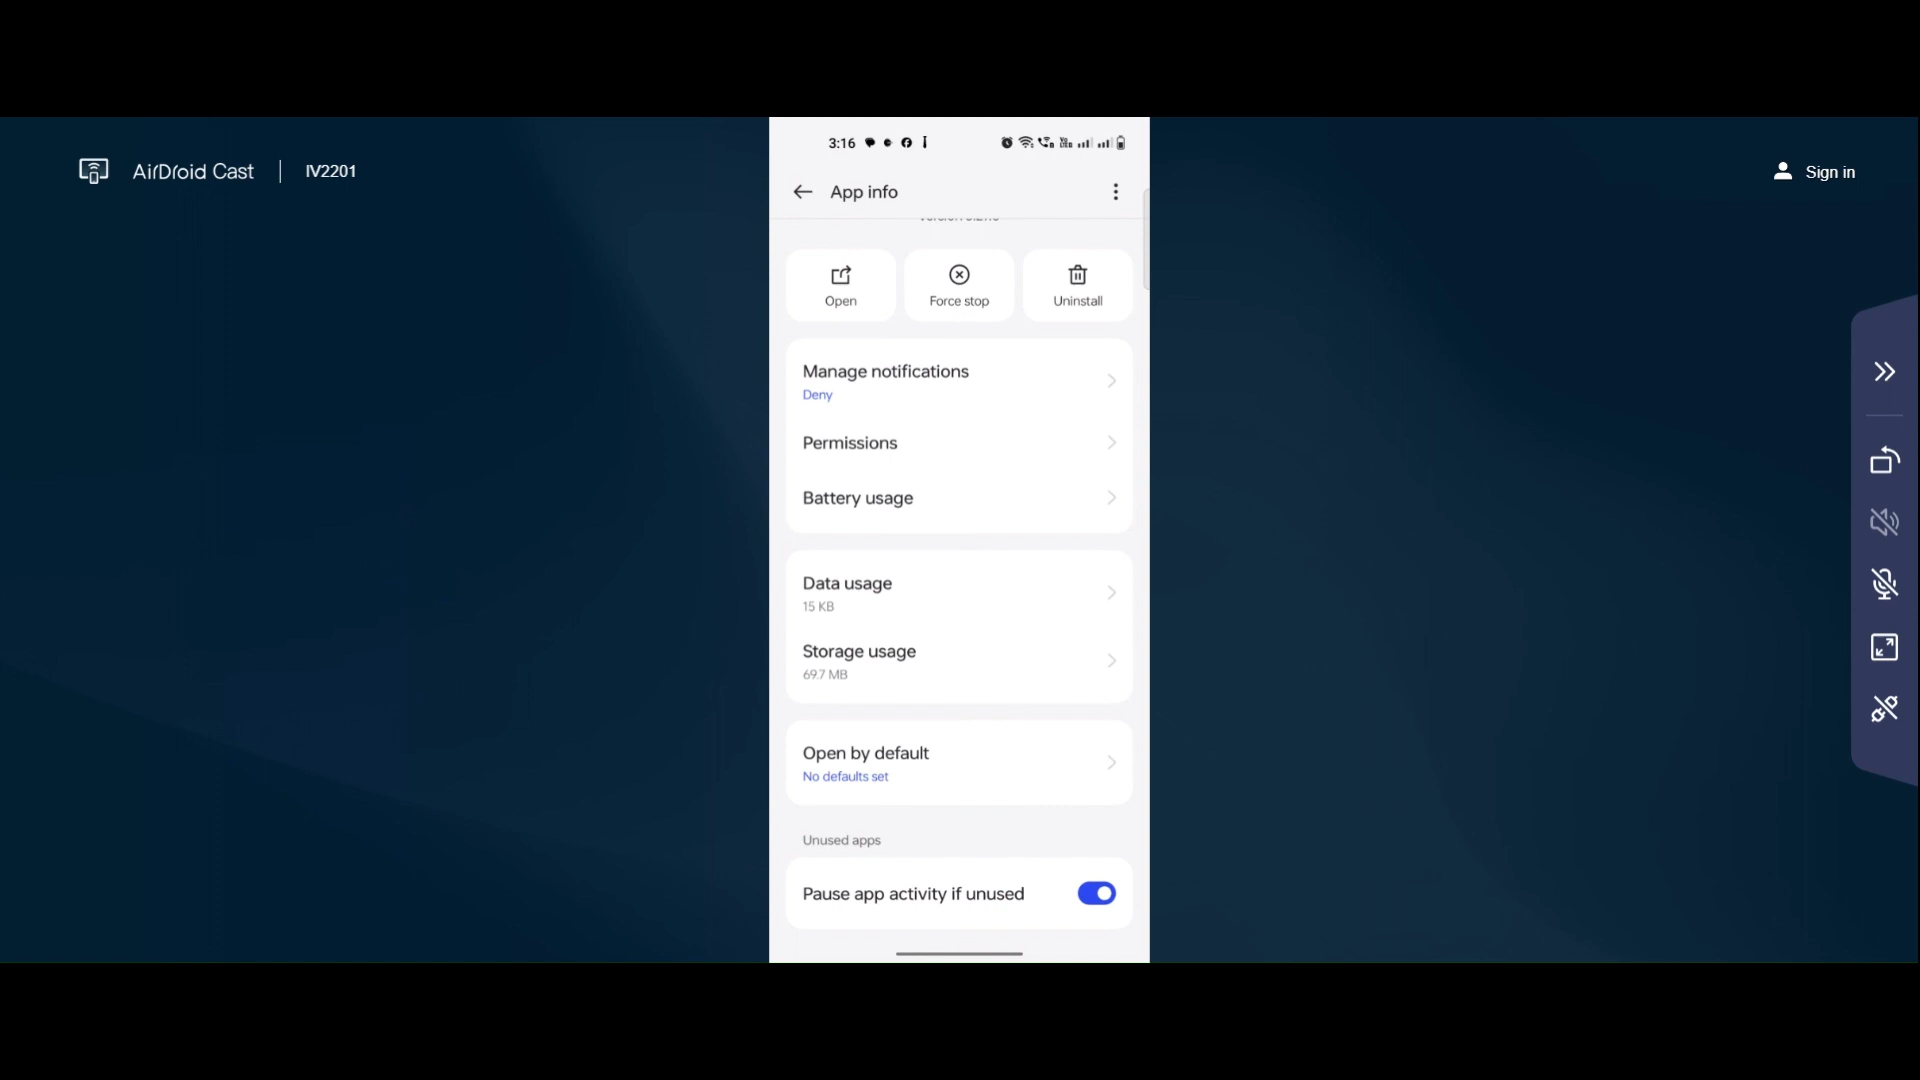 AirDroid Cast | IV2201
Sign in
3:16
App info
Open
Force stop
Uninstall
Manage notifications
Deny
Permissions
Battery usage
Data usage
15 KB
Storage usage
69.7 MB
Open by default
No defaults set
Unused apps
Pause app activity if unused